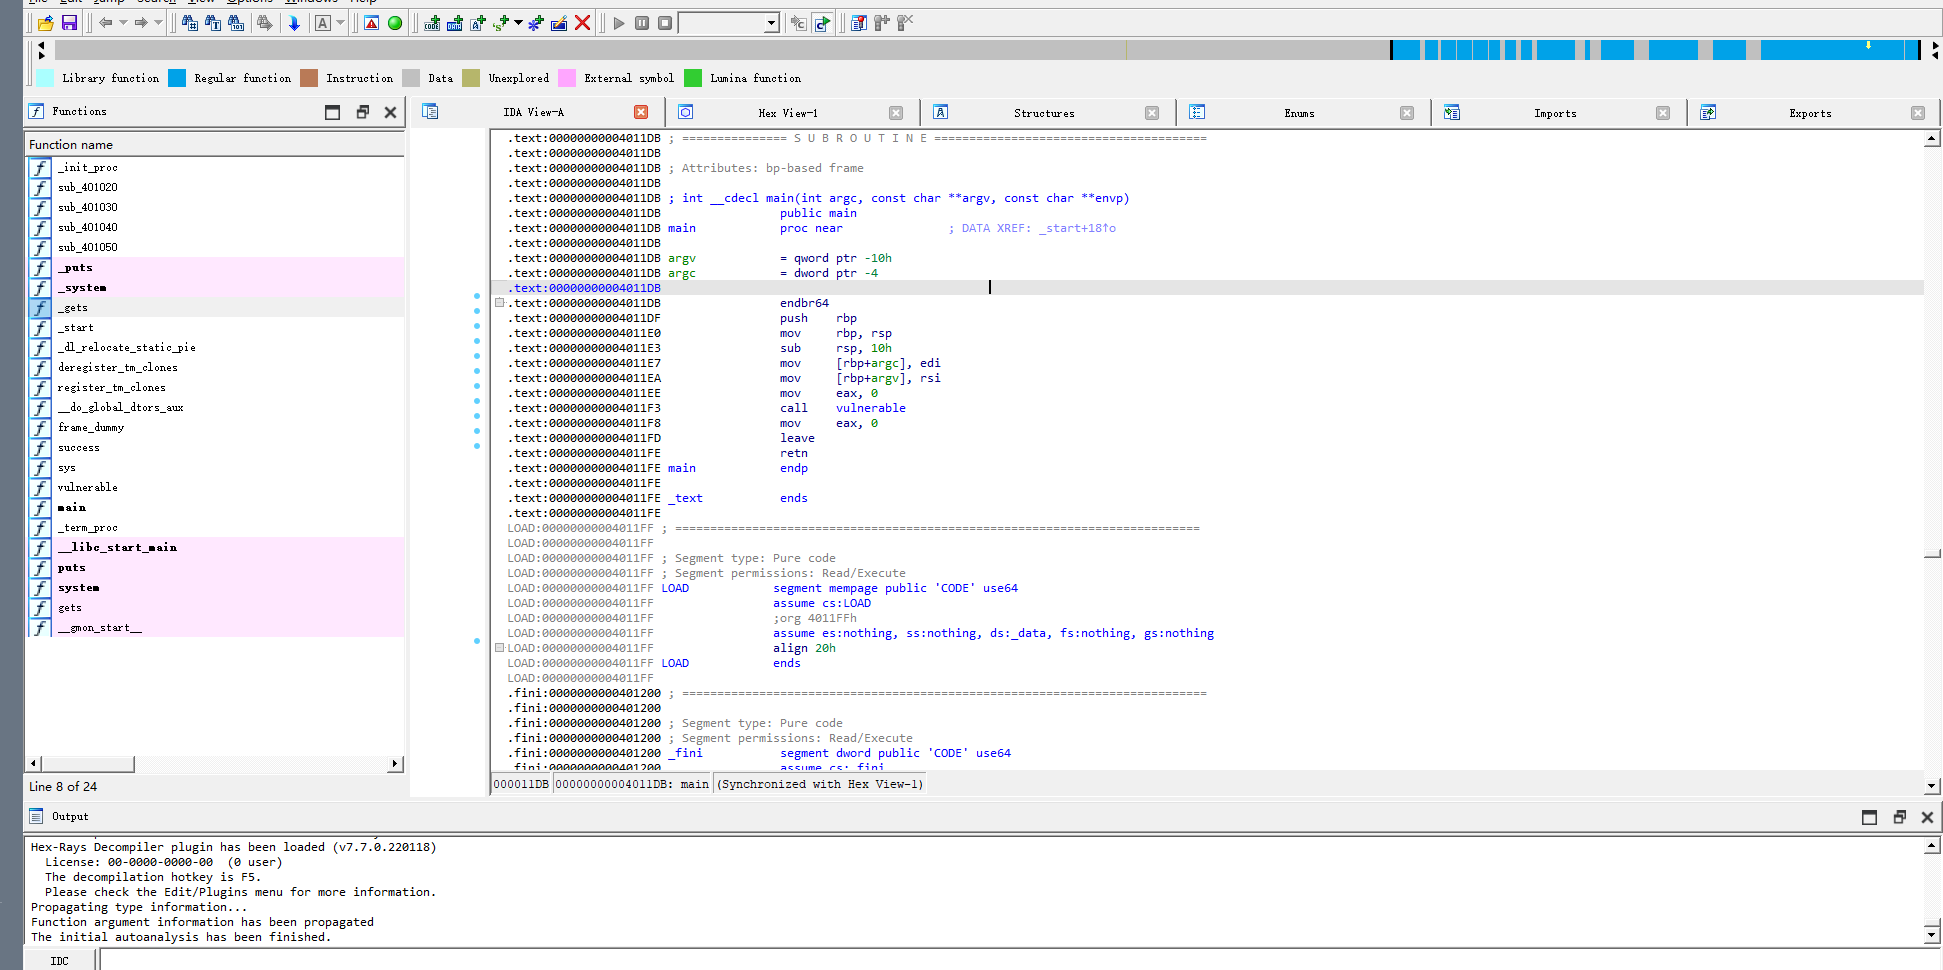 Library function Regular function Instruction Data Unexplored External symbol Lumina function
Functions
Function name
_init_proc
sub_401020
sub_401030
sub_401040
sub_401050
_puts
_system
_gets
_start
_dl_relocate_static_pie
deregister_tm_clones
register_tm_clones
__do_global_dtors_aux
frame_dummy
success
sys
vulnerable
main
_term_proc
__libc_start_main
puts
system
gets
__gmon_start__
Line 8 of 24
IDA View-A Hex View-1 Structures Enums Imports Exports
.text:00000000004011DB ; =============== S U B R O U T I N E =======================================
.text:00000000004011DB
.text:00000000004011DB ; Attributes: bp-based frame
.text:00000000004011DB
.text:00000000004011DB ; int __cdecl main(int argc, const char **argv, const char **envp)
.text:00000000004011DB public main
.text:00000000004011DB main proc near ; DATA XREF: _start+18↑o
.text:00000000004011DB
.text:00000000004011DB argv = qword ptr -10h
.text:00000000004011DB argc = dword ptr -4
.text:00000000004011DB
.text:00000000004011DB endbr64
.text:00000000004011DF push rbp
.text:00000000004011E0 mov rbp, rsp
.text:00000000004011E3 sub rsp, 10h
.text:00000000004011E7 mov [rbp+argc], edi
.text:00000000004011EA mov [rbp+argv], rsi
.text:00000000004011EE mov eax, 0
.text:00000000004011F3 call vulnerable
.text:00000000004011F8 mov eax, 0
.text:00000000004011FD leave
.text:00000000004011FE retn
.text:00000000004011FE main endp
.text:00000000004011FE
.text:00000000004011FE _text ends
.text:00000000004011FE
LOAD:00000000004011FF ; ===========================================================================
LOAD:00000000004011FF
LOAD:00000000004011FF ; Segment type: Pure code
LOAD:00000000004011FF ; Segment permissions: Read/Execute
LOAD:00000000004011FF LOAD segment mempage public 'CODE' use64
LOAD:00000000004011FF assume cs:LOAD
LOAD:00000000004011FF ;org 4011FFh
LOAD:00000000004011FF assume es:nothing, ss:nothing, ds:_data, fs:nothing, gs:nothing
LOAD:00000000004011FF align 20h
LOAD:00000000004011FF LOAD ends
LOAD:00000000004011FF
.fini:0000000000401200 ; ===========================================================================
.fini:0000000000401200
.fini:0000000000401200 ; Segment type: Pure code
.fini:0000000000401200 ; Segment permissions: Read/Execute
.fini:0000000000401200 _fini segment dword public 'CODE' use64
.fini:0000000000401200 assume cs:_fini
000011DB 00000000004011DB: main (Synchronized with Hex View-1)
Output
Hex-Rays Decompiler plugin has been loaded (v7.7.0.220118)
License: 00-0000-0000-00 (0 user)
The decompilation hotkey is F5.
Please check the Edit/Plugins menu for more information.
Propagating type information...
Function argument information has been propagated
The initial autoanalysis has been finished.
IDC